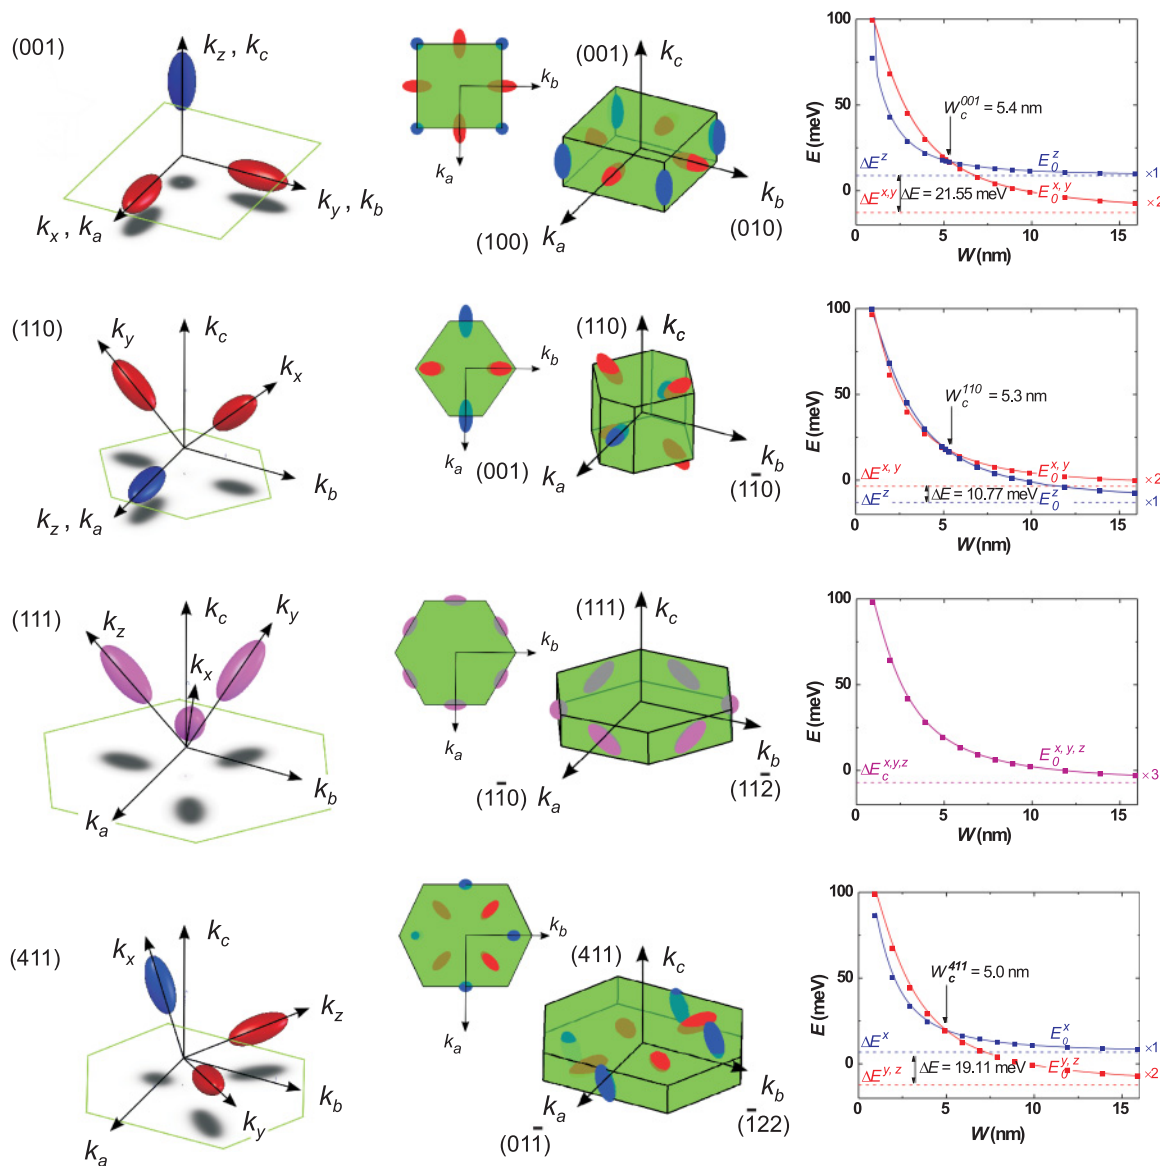 (001)
k_z , k_c
k_x , k_a
k_y , k_b
k_b
k_a
(001)
k_c
k_b
k_a
(100)
(010)
100
50
0
E (meV)
W_c^001 = 5.4 nm
ΔE^z
E_0^z
×1
ΔE^x,y
ΔE = 21.55 meV
E_0^x,y
×2
0 5 10 15
W (nm)
(110)
k_y
k_c
k_x
k_b
k_z , k_a
k_b
k_a
(001)
(110)
k_c
k_b
k_a
(1̄10)
100
50
0
E (meV)
W_c^110 = 5.3 nm
ΔE^x,y
E_0^x,y
×2
ΔE^z
ΔE = 10.77 meV
E_0^z
×1
0 5 10 15
W (nm)
(111)
k_z
k_c
k_y
k_x
k_b
k_a
k_b
k_a
(11̄0)
(111)
k_c
k_b
k_a
(112̄)
100
50
0
E (meV)
ΔE_c^x,y,z
E_0^x,y,z
×3
0 5 10 15
W (nm)
(411)
k_x
k_c
k_z
k_b
k_y
k_a
k_b
k_a
(411)
k_c
k_b
k_a
(011̄)
(1̄22)
100
50
0
E (meV)
W_c^411 = 5.0 nm
ΔE^x
E_0^x
×1
ΔE^y,z
ΔE = 19.11 meV
E_0^y,z
×2
0 5 10 15
W (nm)